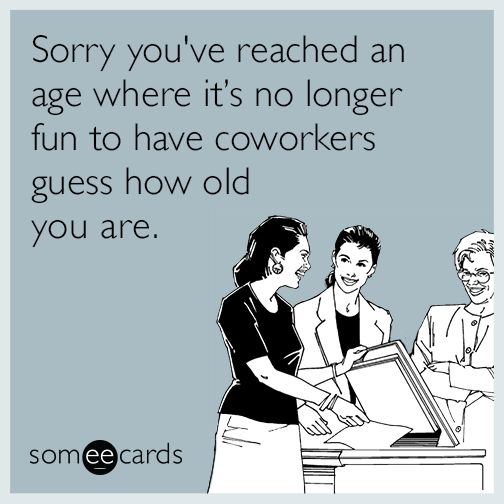 Sorry you've reached an
age where it’s no longer
fun to have coworkers
guess how old
you are.
someecards